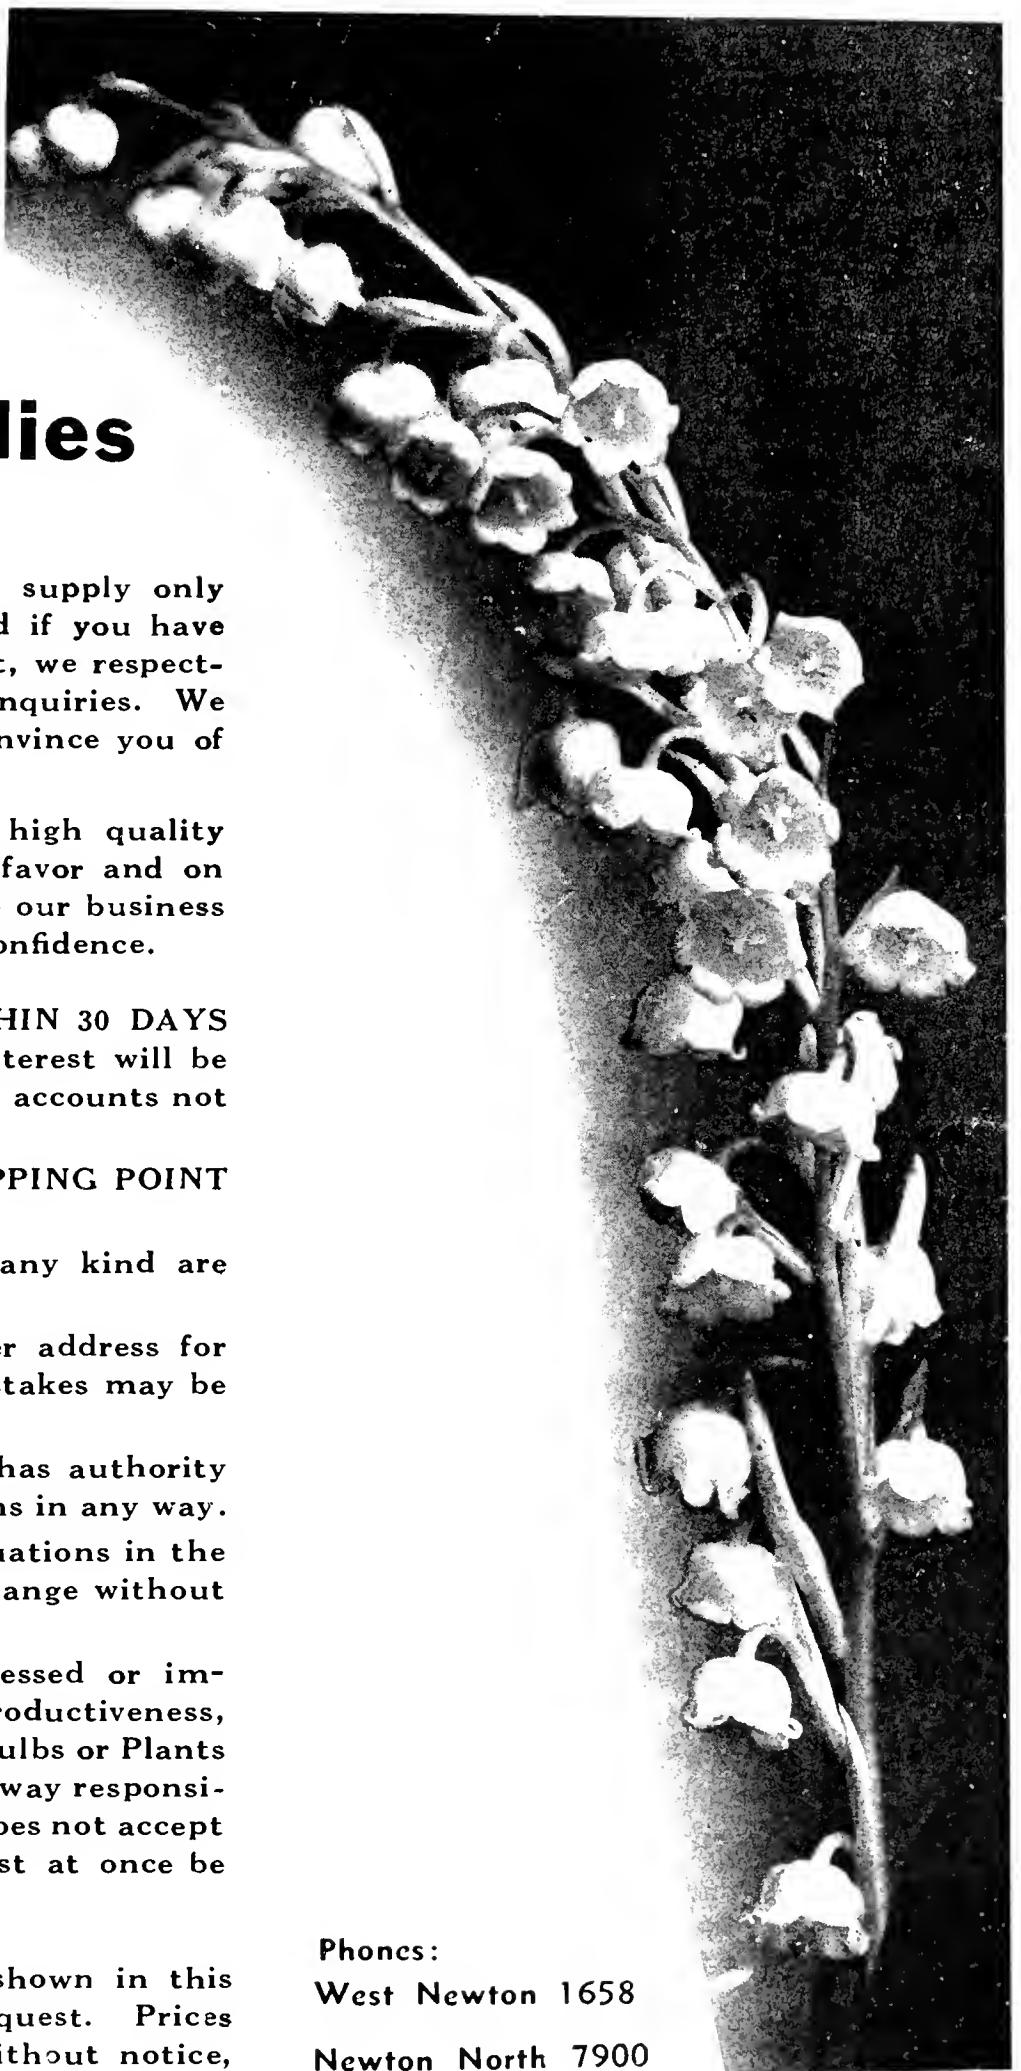 lies
supply only
d if you have
t, we respect-
nquiries. We
nvince you of
high quality
favor and on
our business
onfidence.
HIN 30 DAYS
terest will be
accounts not
PPING POINT
any kind are
er address for
stakes may be
has authority
ns in any way.
uations in the
ange without
essed or im-
roductiveness,
ulbs or Plants
way responsi-
oes not accept
st at once be
shown in this
quest. Prices
ithout notice,
Phones:
West Newton 1658
Newton North 7900